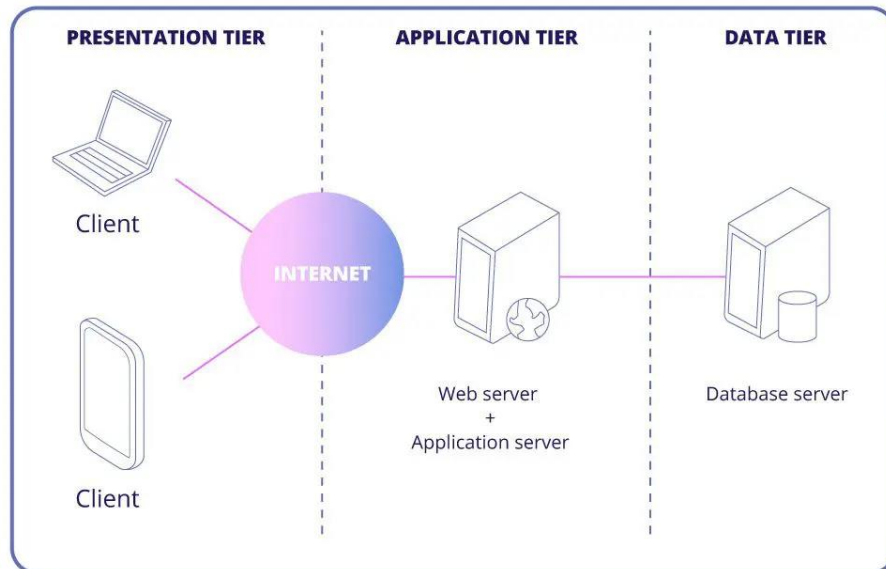 PRESENTATION TIER
APPLICATION TIER
DATA TIER
Client
INTERNET
Client
Web server
+
Application server
Database server